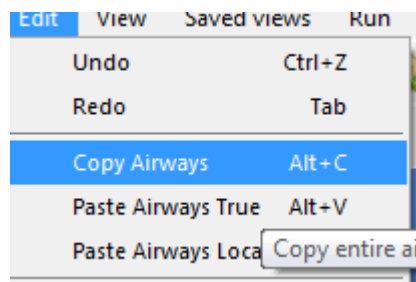 Edit View Saved views Run
Undo Ctrl+Z
Redo Tab
Copy Airways Alt+C
Paste Airways True Alt+V
Paste Airways Loca
Copy entire